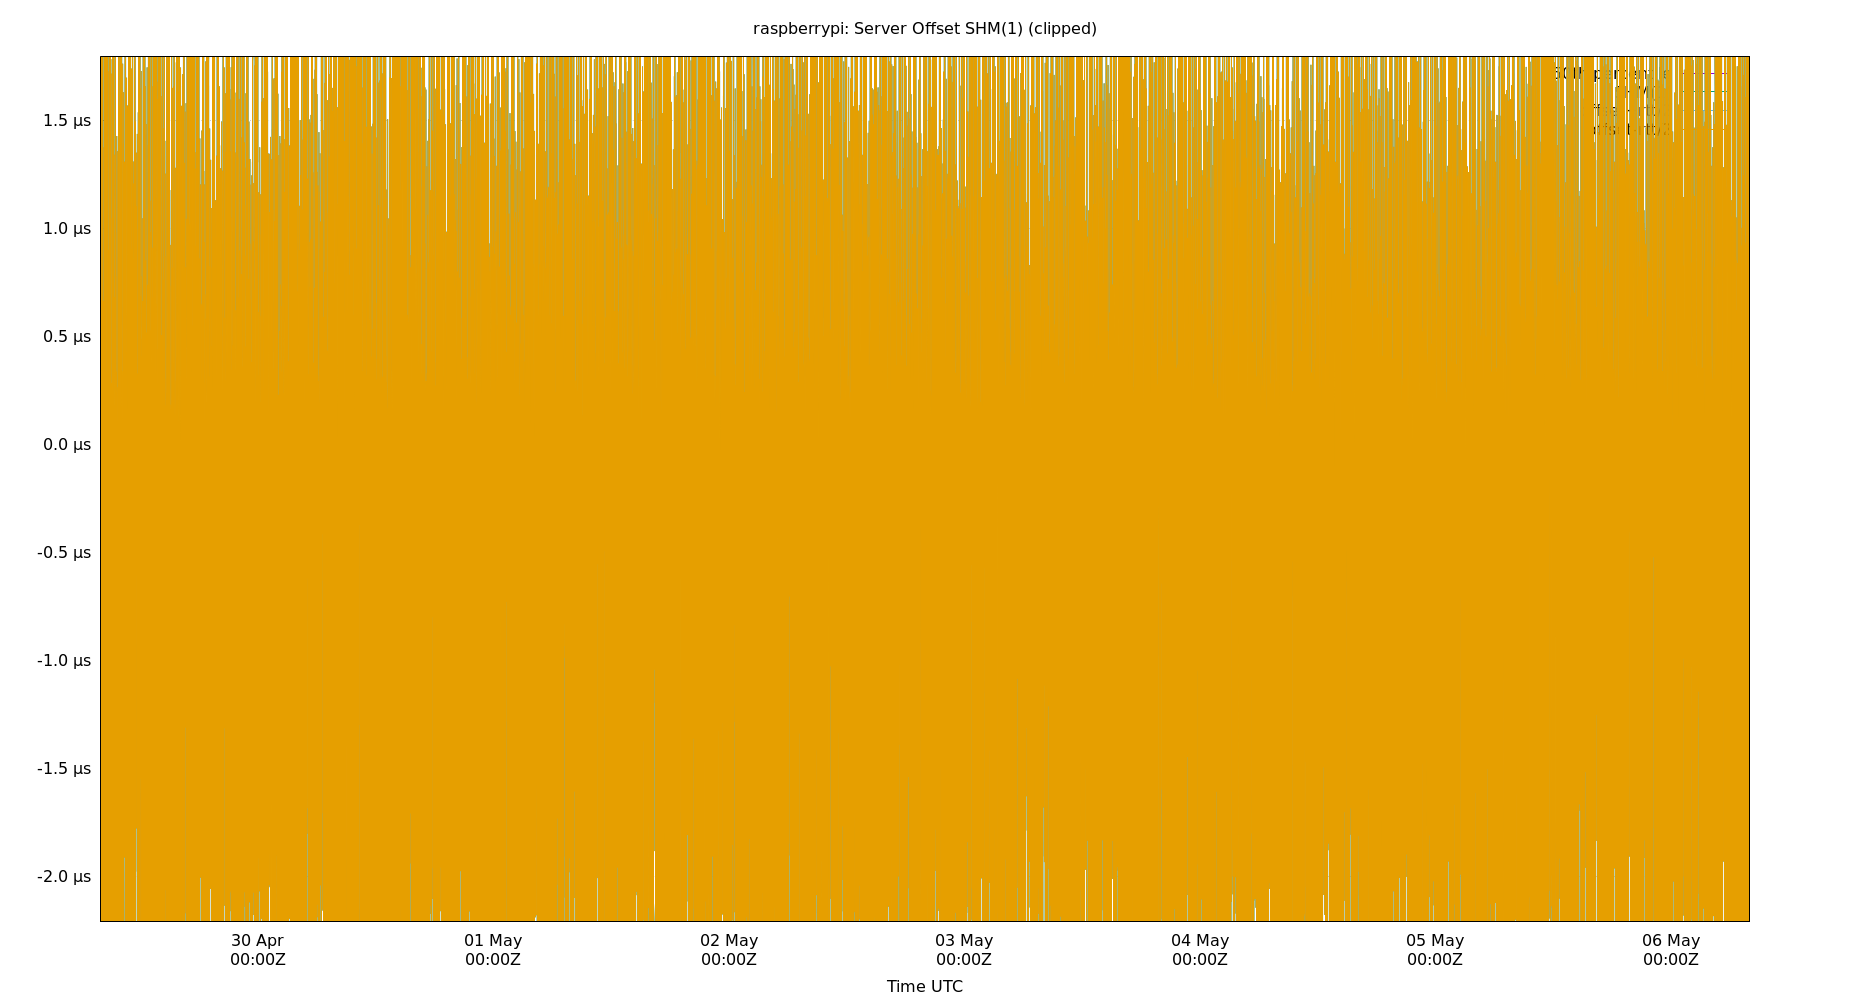 raspberrypi: Server Offset SHM(1) (clipped)
1.5 µs
1.0 µs
0.5 µs
0.0 µs
-0.5 µs
-1.0 µs
-1.5 µs
-2.0 µs
30 Apr 01 May 02 May 03 May 04 May 05 May 06 May
00:00Z 00:00Z 00:00Z 00:00Z 00:00Z 00:00Z 00:00Z
Time UTC